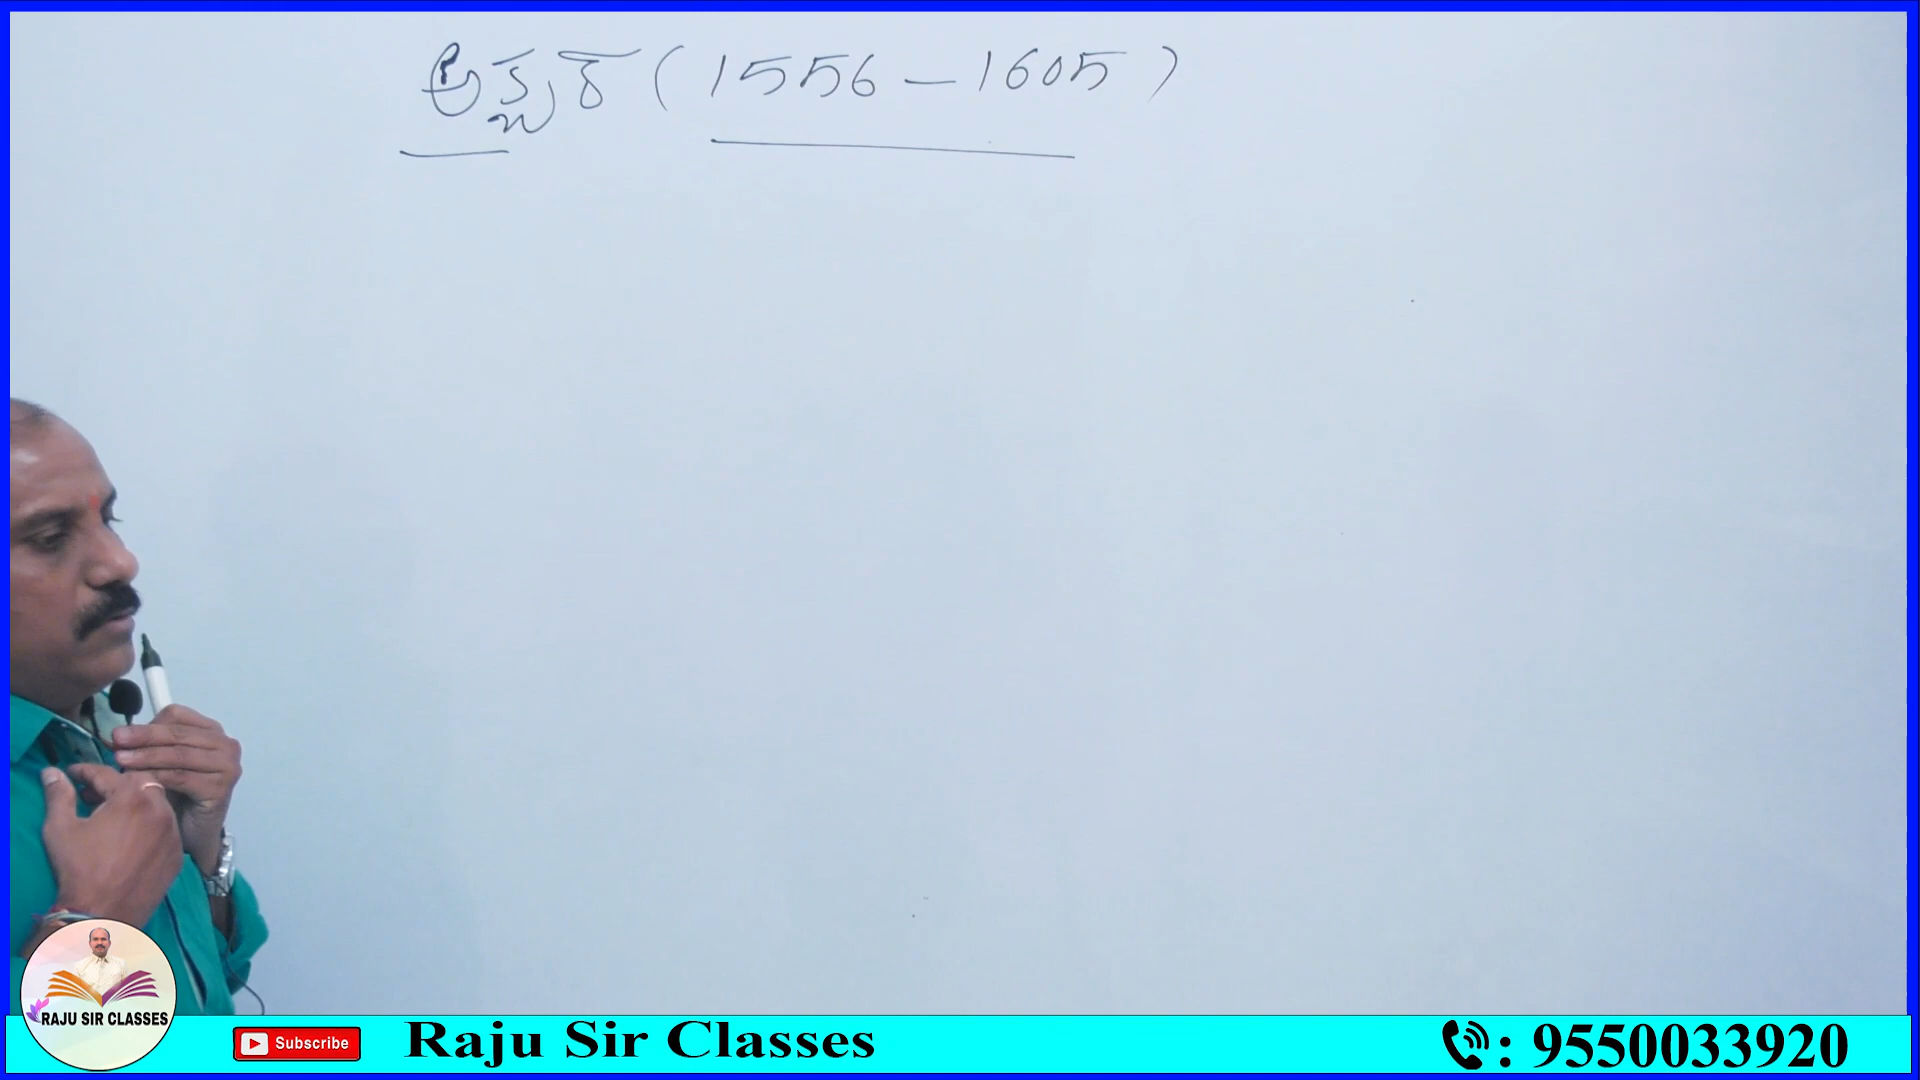 అక్బర్ (1556 – 1605)
RAJU SIR CLASSES
Subscribe
Raju Sir Classes
: 9550033920